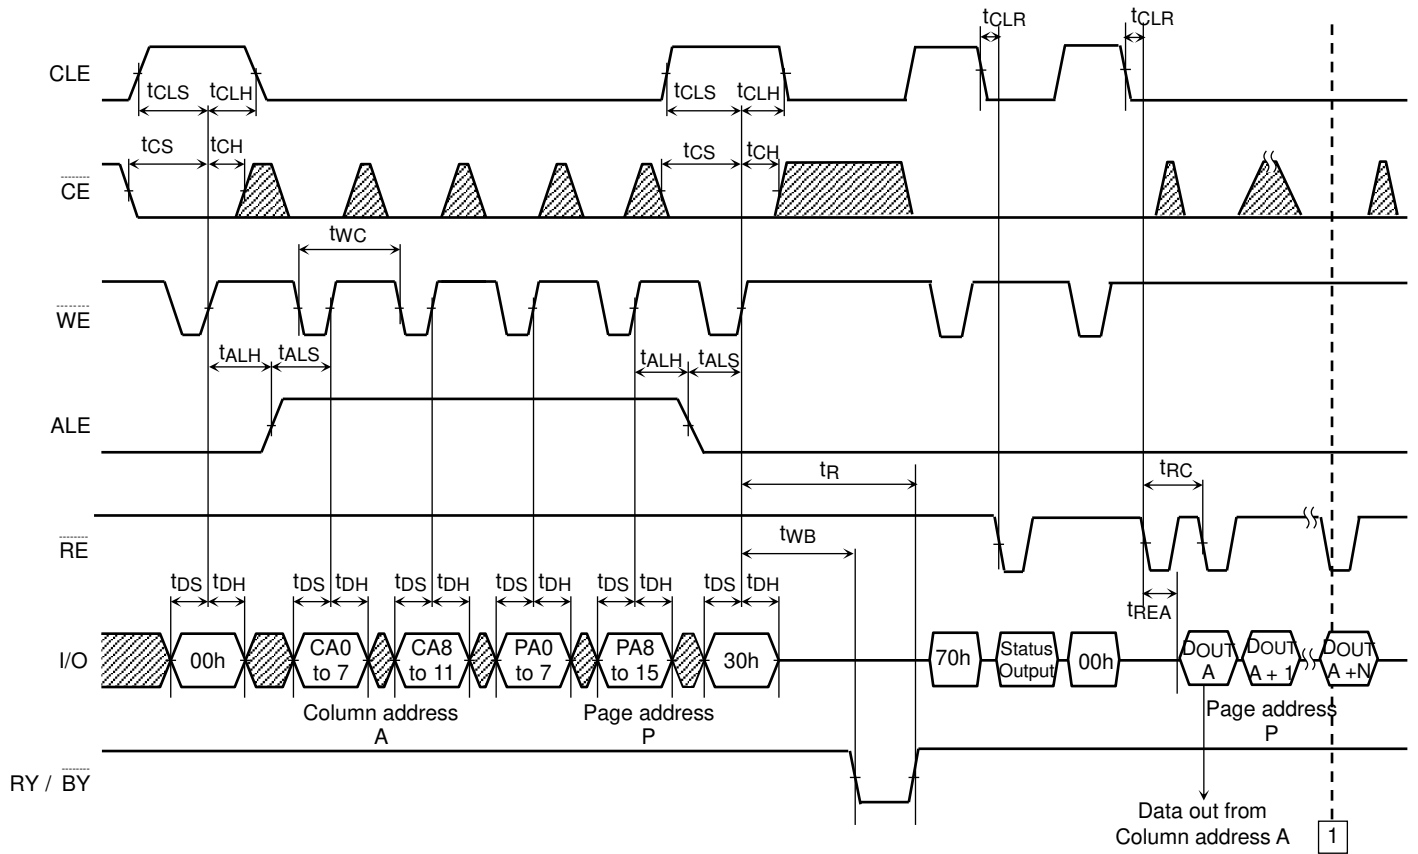 tCLR tCLR
CLE
tCLS tCLH tCLS tCLH
tCS tCH tCS tCH
CE
tWC
WE
tALH tALS tALH tALS
ALE
tR tRC
RE
tWB
tDS tDH tDS tDH tDS tDH tDS tDH tDS tDH tDS tDH
tREA
I/O
00h
CA0
to 7
CA8
to 11
PA0
to 7
PA8
to 15
30h
70h
Status
Output
00h
DOUT
A
DOUT
A + 1
DOUT
A +N
Column address
A
Page address
P
Page address
P
RY / BY
Data out from
Column address A
1